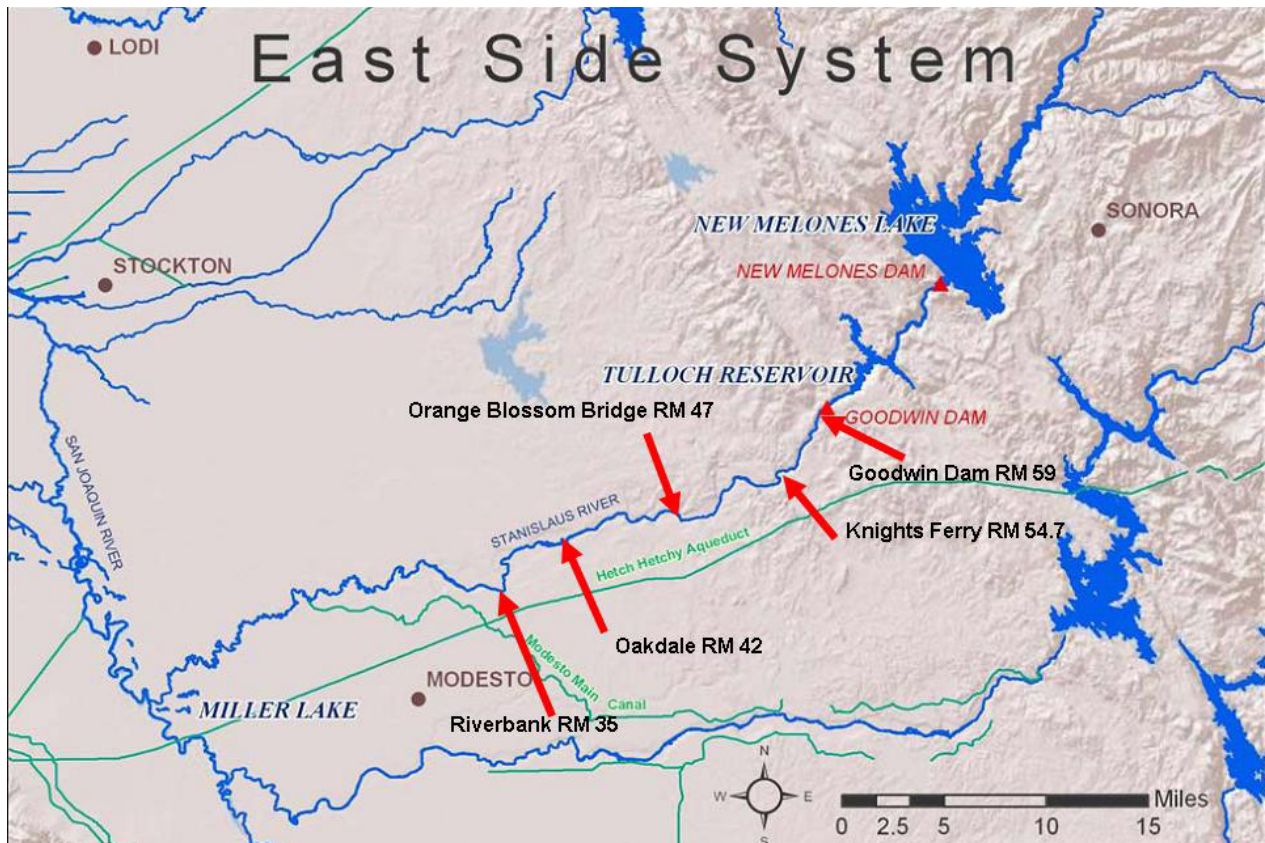 East Side System
LODI
SONORA
NEW MELONES LAKE
STOCKTON
NEW MELONES DAM
TULLOCH RESERVOIR
Orange Blossom Bridge RM 47
GOODWIN DAM
SAN JOAQUIN RIVER
Goodwin Dam RM 59
STANISLAUS RIVER
Knights Ferry RM 54.7
Hetch Hetchy Aqueduct
Oakdale RM 42
Modesto Main
Canal
MODESTO
MILLER LAKE
Riverbank RM 35
N
W
E
S
Miles
0 2.5 5 10 15